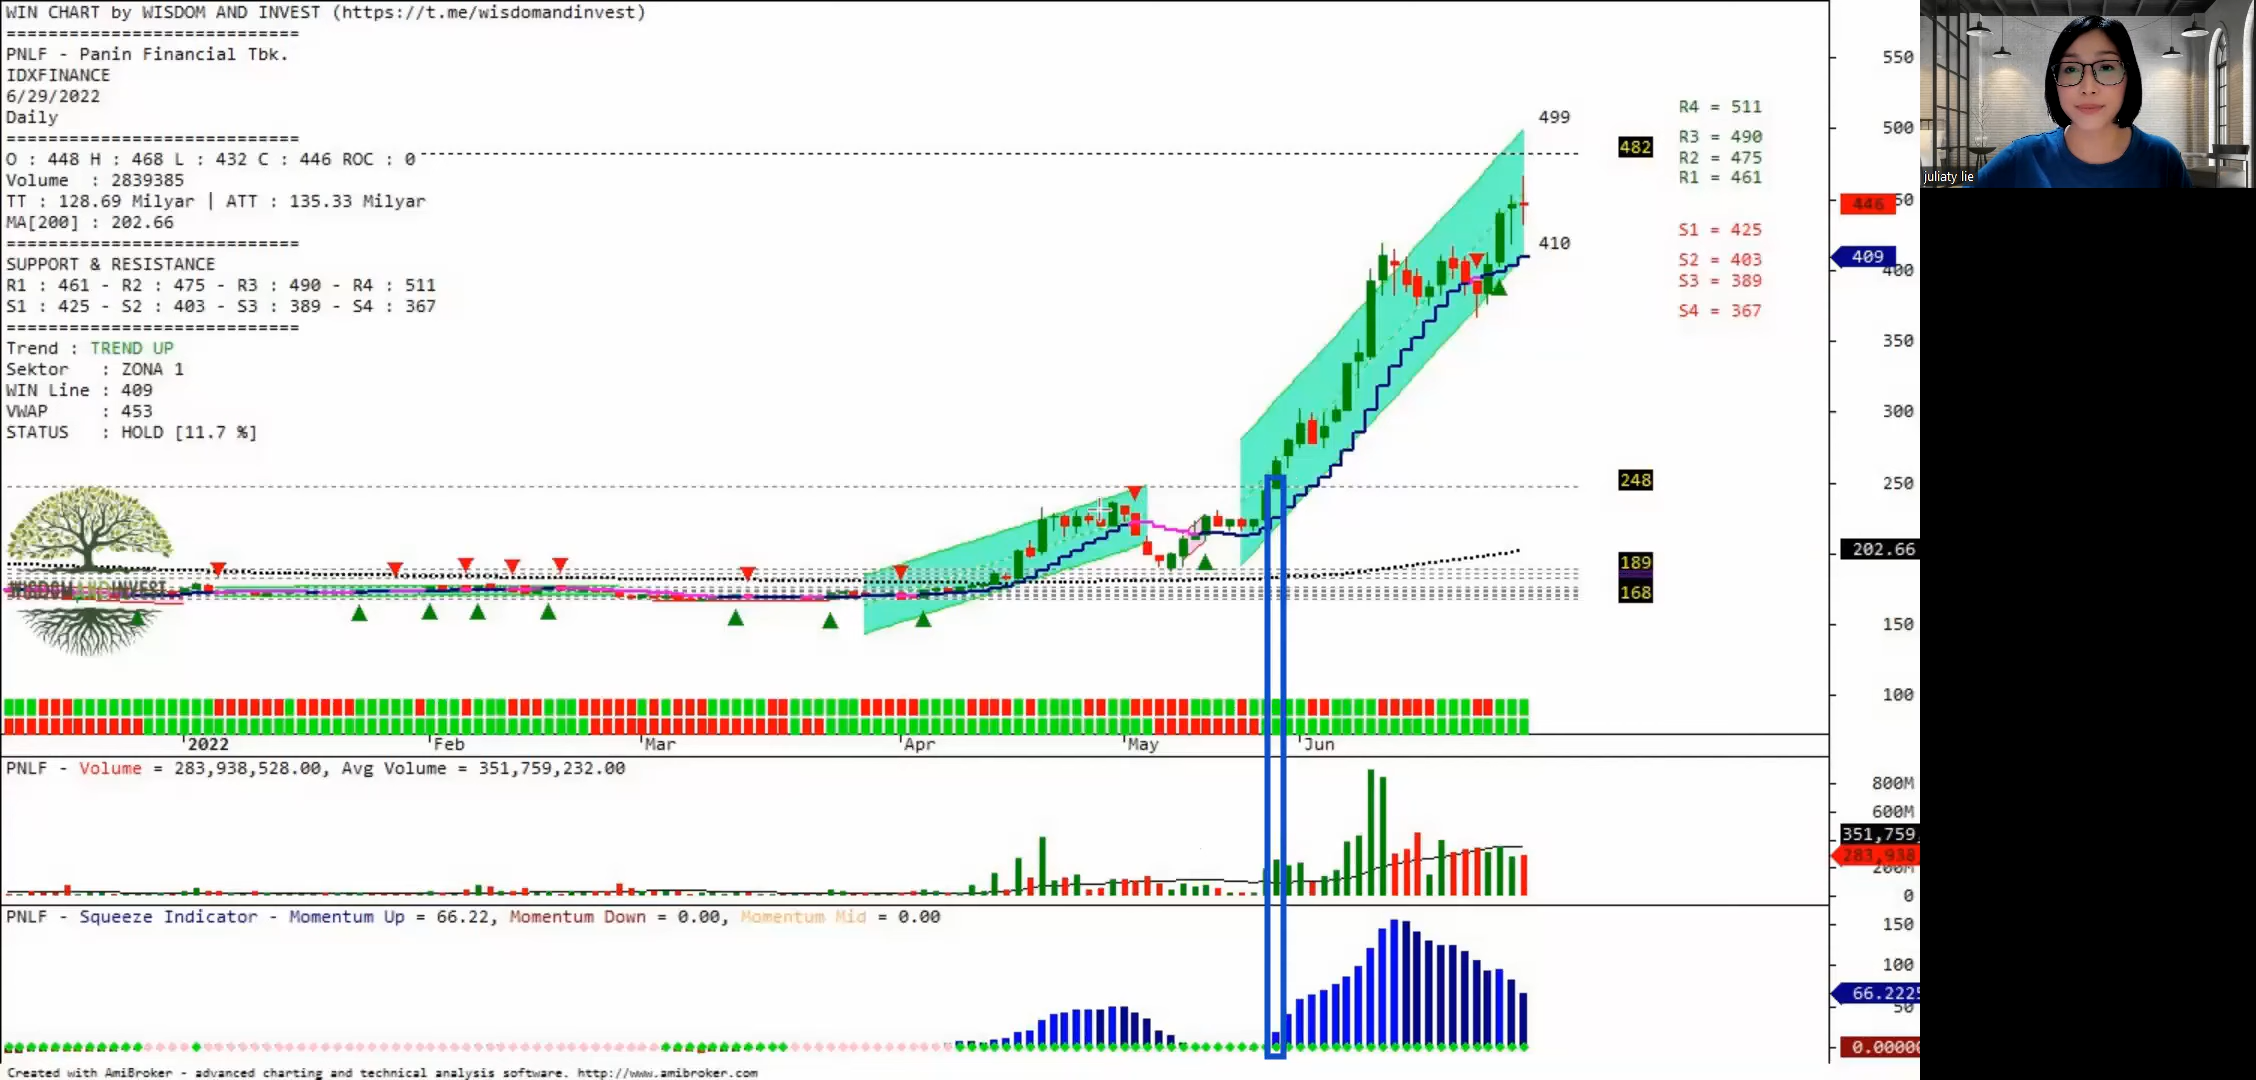 WIN CHART by WISDOM AND INVEST (https://t.me/wisdomandinvest)
============================
PNLF - Panin Financial Tbk.
IDXFINANCE
6/29/2022
Daily
============================
O : 448 H : 468 L : 432 C : 446 ROC : 0
Volume : 2839385
TT : 128.69 Milyar | ATT : 135.33 Milyar
MA[200] : 202.66
============================
SUPPORT & RESISTANCE
R1 : 461 - R2 : 475 - R3 : 490 - R4 : 511
S1 : 425 - S2 : 403 - S3 : 389 - S4 : 367
============================
Trend : TREND UP
Sektor : ZONA 1
WIN Line : 409
VWAP : 453
STATUS : HOLD [11.7 %]
WISDOMANDINVEST
499
410
482
248
189
168
R4 = 511
R3 = 490
R2 = 475
R1 = 461
S1 = 425
S2 = 403
S3 = 389
S4 = 367
550
500
446
409
400
350
300
250
202.66
150
100
2022 Feb Mar Apr May Jun
PNLF - Volume = 283,938,528.00, Avg Volume = 351,759,232.00
800M
600M
351,759
283,938
200M
0
PNLF - Squeeze Indicator - Momentum Up = 66.22, Momentum Down = 0.00, Momentum Mid = 0.00
150
100
66.2225
50
0.0000
Created with AmiBroker - advanced charting and technical analysis software. http://www.amibroker.com
juliaty lie